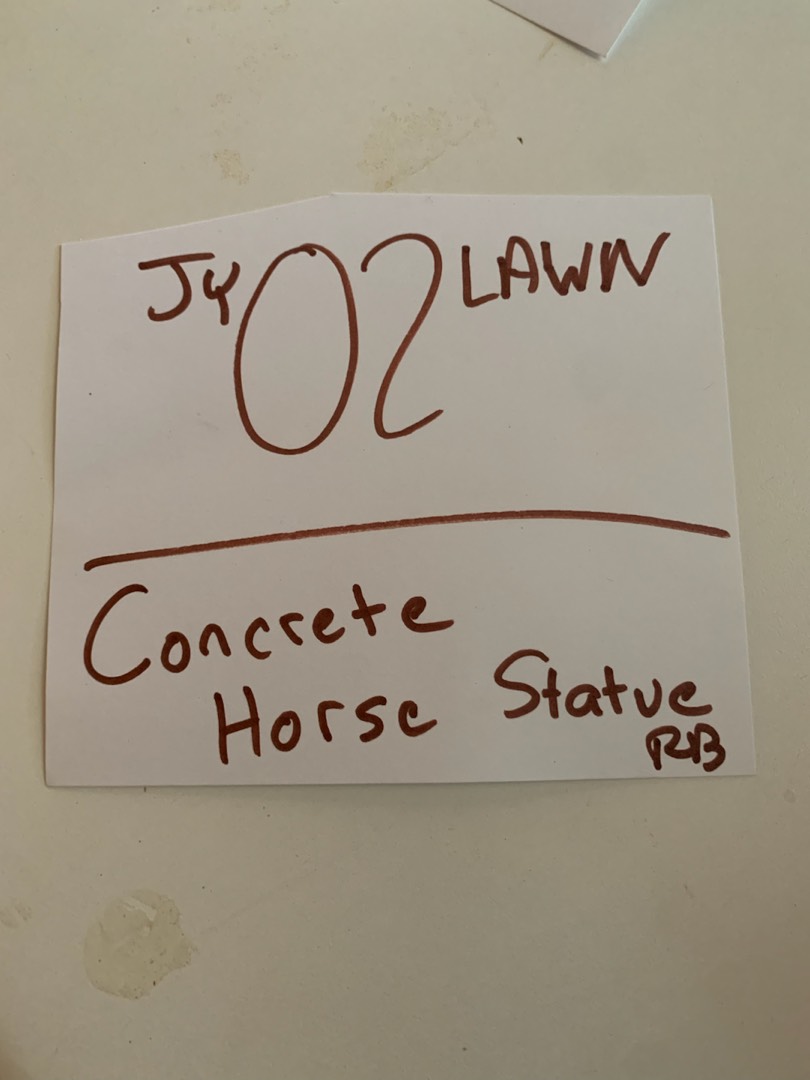 JY 02 LAWN
Concrete
Horse Statue
RB